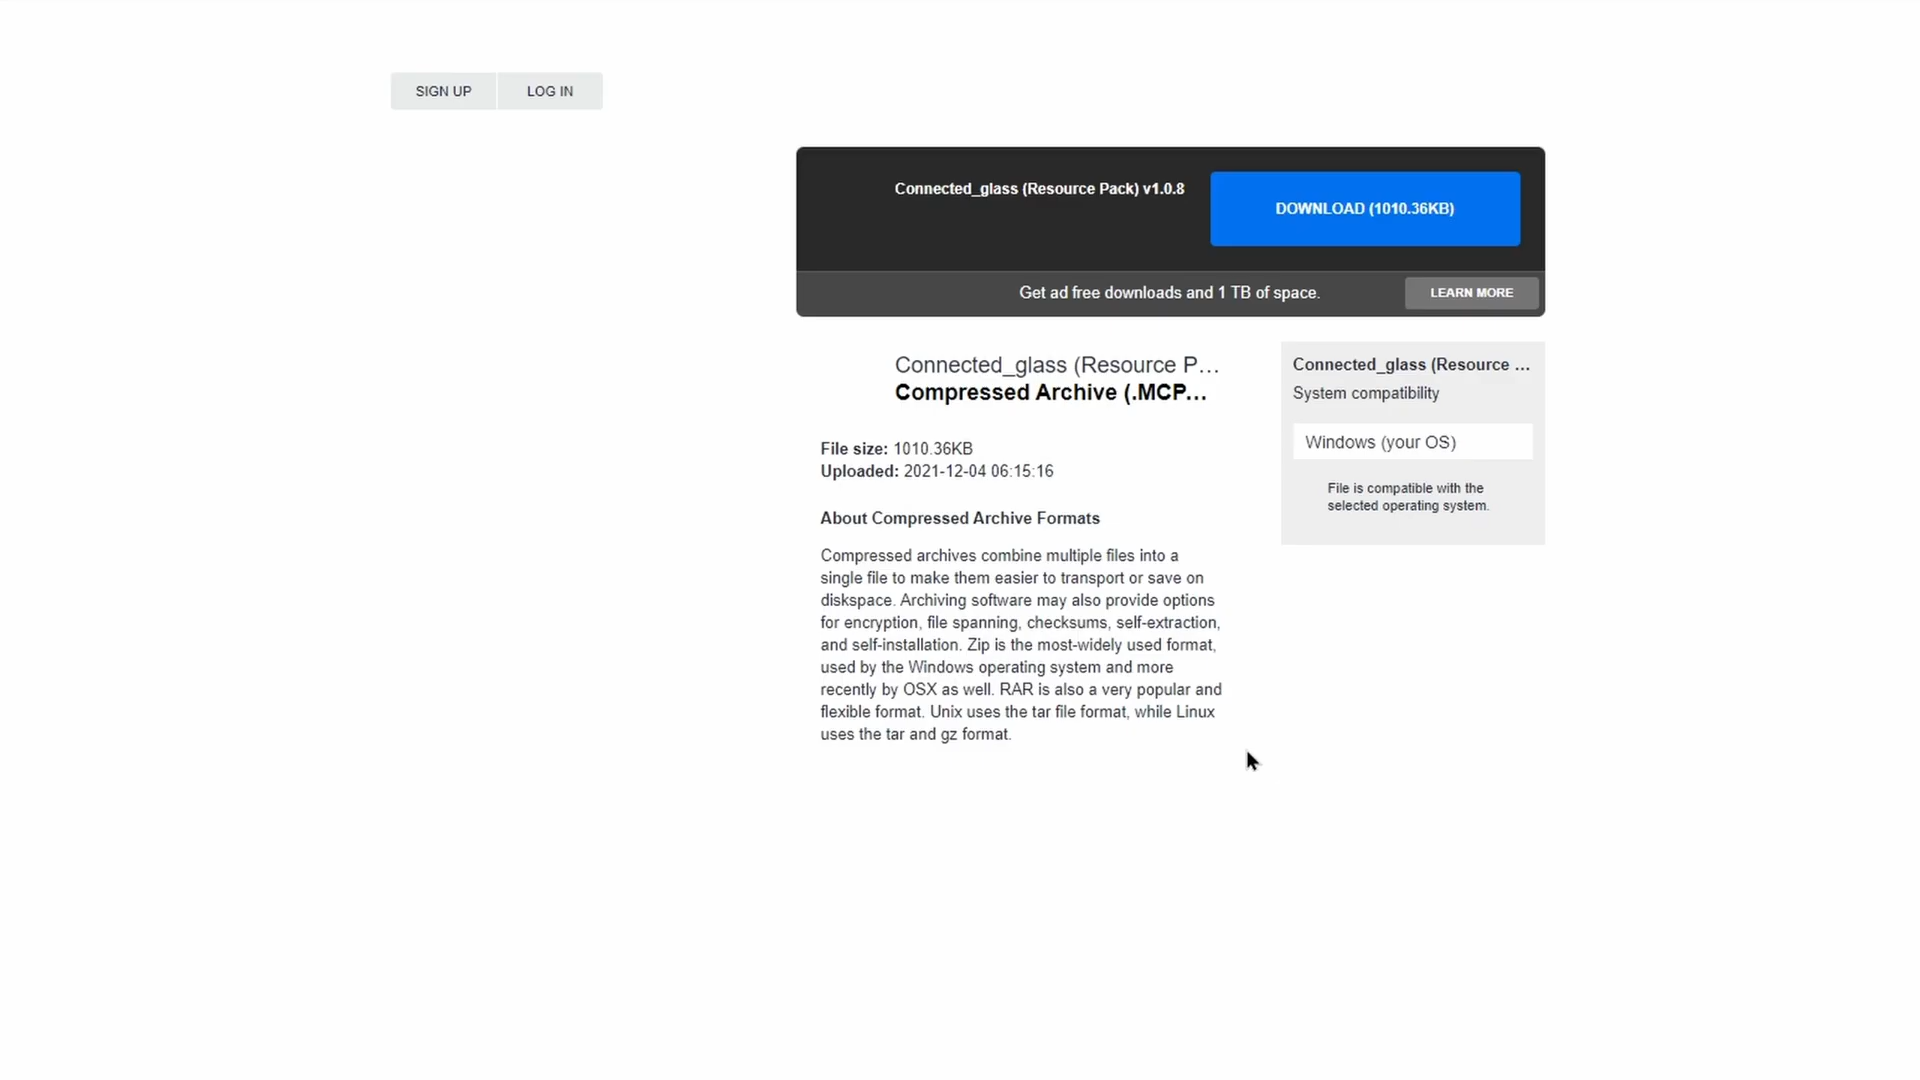 SIGN UP
LOG IN
Connected_glass (Resource Pack) v1.0.8
DOWNLOAD (1010.36KB)
Get ad free downloads and 1 TB of space.
LEARN MORE
Connected_glass (Resource P...
Compressed Archive (.MCP...
File size: 1010.36KB
Uploaded: 2021-12-04 06:15:16
About Compressed Archive Formats
Compressed archives combine multiple files into a
single file to make them easier to transport or save on
diskspace. Archiving software may also provide options
for encryption, file spanning, checksums, self-extraction,
and self-installation. Zip is the most-widely used format,
used by the Windows operating system and more
recently by OSX as well. RAR is also a very popular and
flexible format. Unix uses the tar file format, while Linux
uses the tar and gz format.
Connected_glass (Resource ...
System compatibility
Windows (your OS)
File is compatible with the
selected operating system.